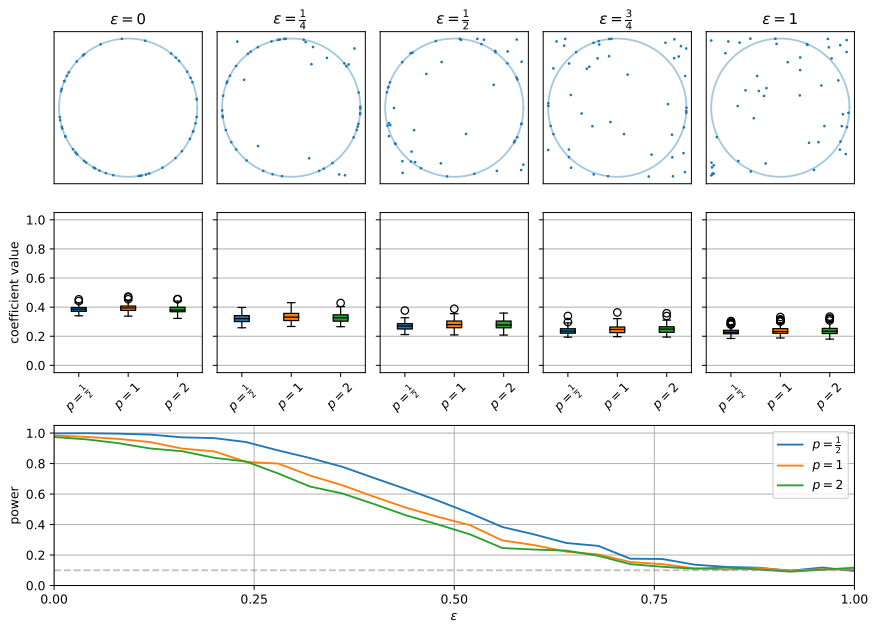 ε = 0 ε = 1/4 ε = 1/2 ε = 3/4 ε = 1
1.0
0.8
0.6
0.4
0.2
0.0
coefficient value
p = 1/2 p = 1 p = 2 p = 1/2 p = 1 p = 2 p = 1/2 p = 1 p = 2 p = 1/2 p = 1 p = 2 p = 1/2 p = 1 p = 2
1.0
0.8
0.6
0.4
0.2
0.0
power
p = 1/2
p = 1
p = 2
0.00 0.25 0.50 0.75 1.00
ε